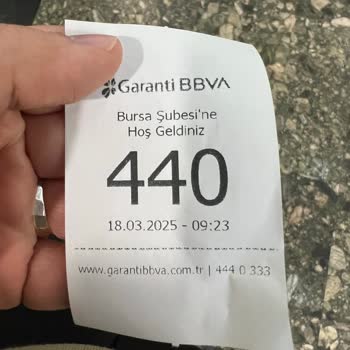 Garanti BBVA
Bursa Şubesi'ne
Hoş Geldiniz
440
18.03.2025 - 09:23
www.garantibbva.com.tr | 444 0 333